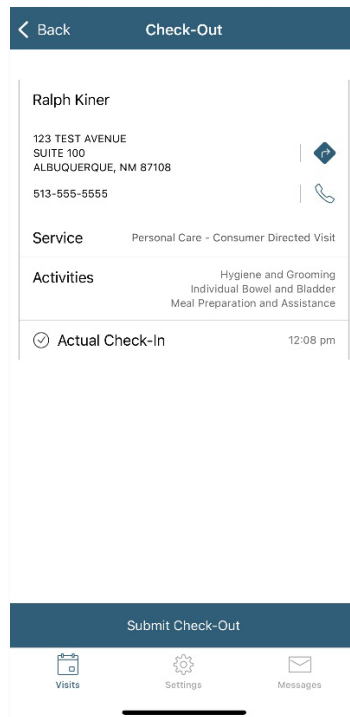 Back
Check-Out
Ralph Kiner
123 TEST AVENUE
SUITE 100
ALBUQUERQUE, NM 87108
513-555-5555
Service
Personal Care - Consumer Directed Visit
Activities
Hygiene and Grooming
Individual Bowel and Bladder
Meal Preparation and Assistance
Actual Check-In
12:08 pm
Submit Check-Out
Visits
Settings
Messages